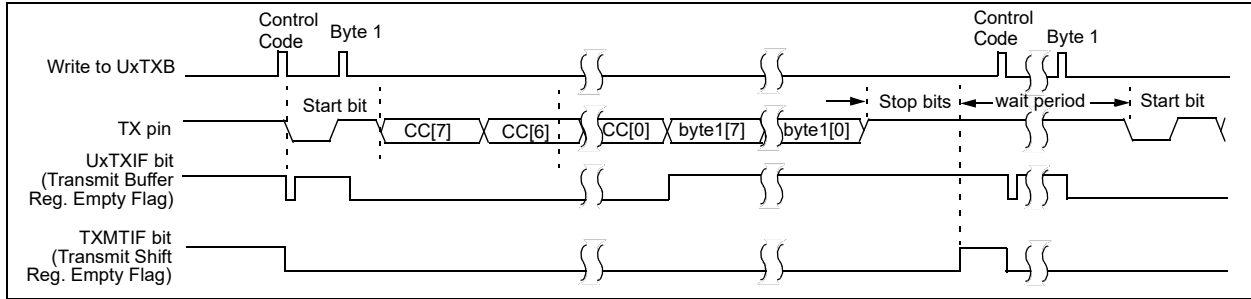 Control
Code
Byte 1
Control
Code
Byte 1
Write to UxTXB
Start bit
Stop bits
wait period
Start bit
TX pin
CC[7]
CC[6]
CC[0]
byte1[7]
byte1[0]
UxTXIF bit
(Transmit Buffer
Reg. Empty Flag)
TXMTIF bit
(Transmit Shift
Reg. Empty Flag)